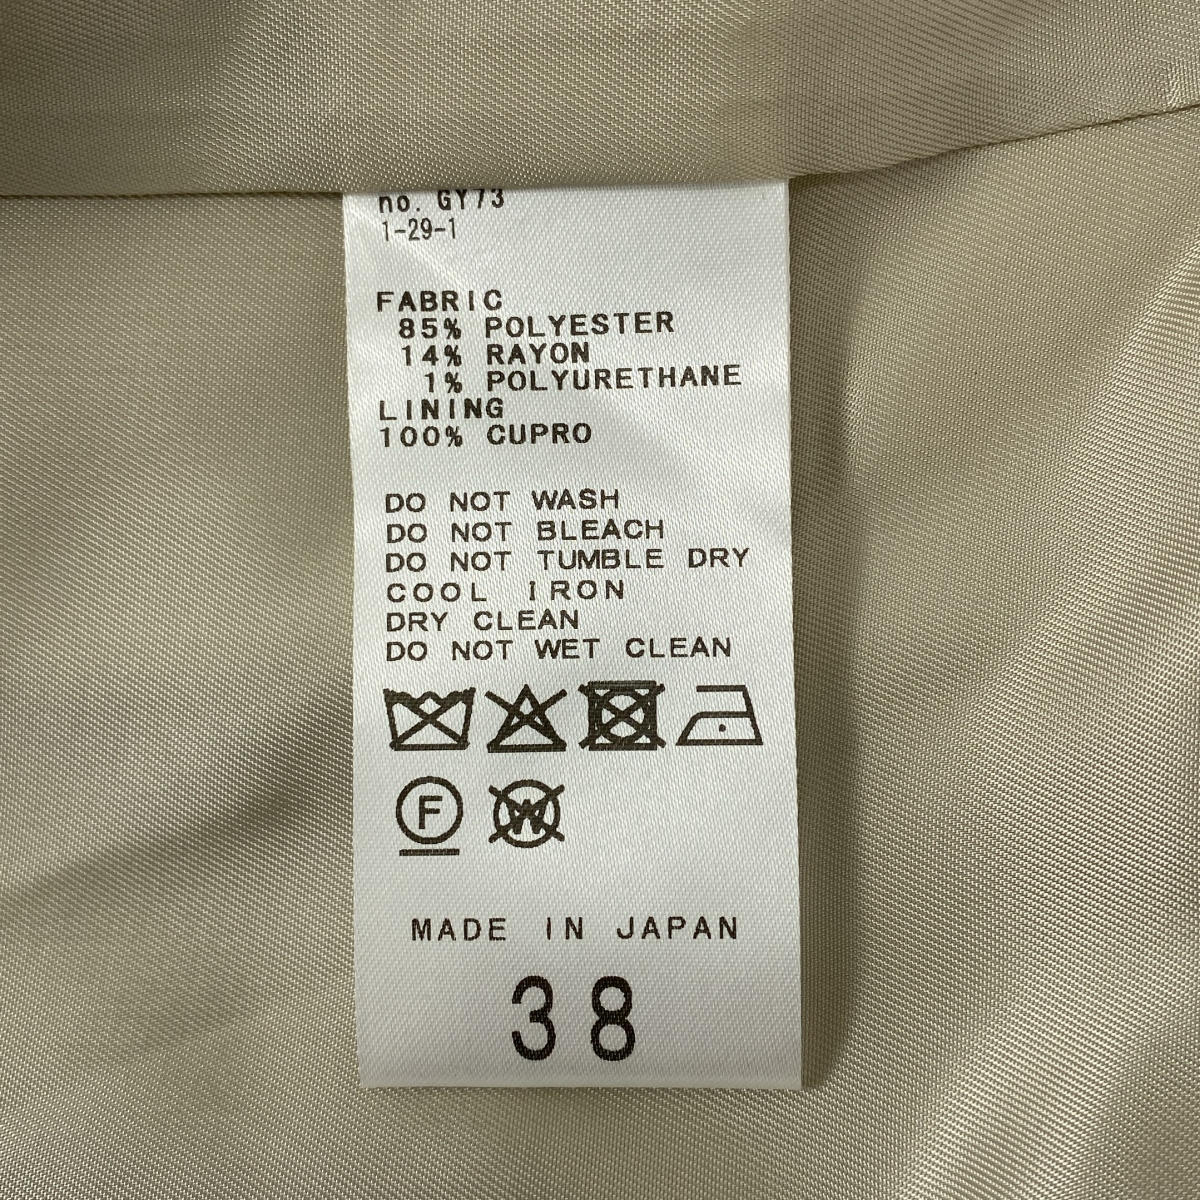 no. GY73
1-29-1
FABRIC
85% POLYESTER
14% RAYON
1% POLYURETHANE
LINING
100% CUPRO
DO NOT WASH
DO NOT BLEACH
DO NOT TUMBLE DRY
COOL IRON
DRY CLEAN
DO NOT WET CLEAN
F W
MADE IN JAPAN
38